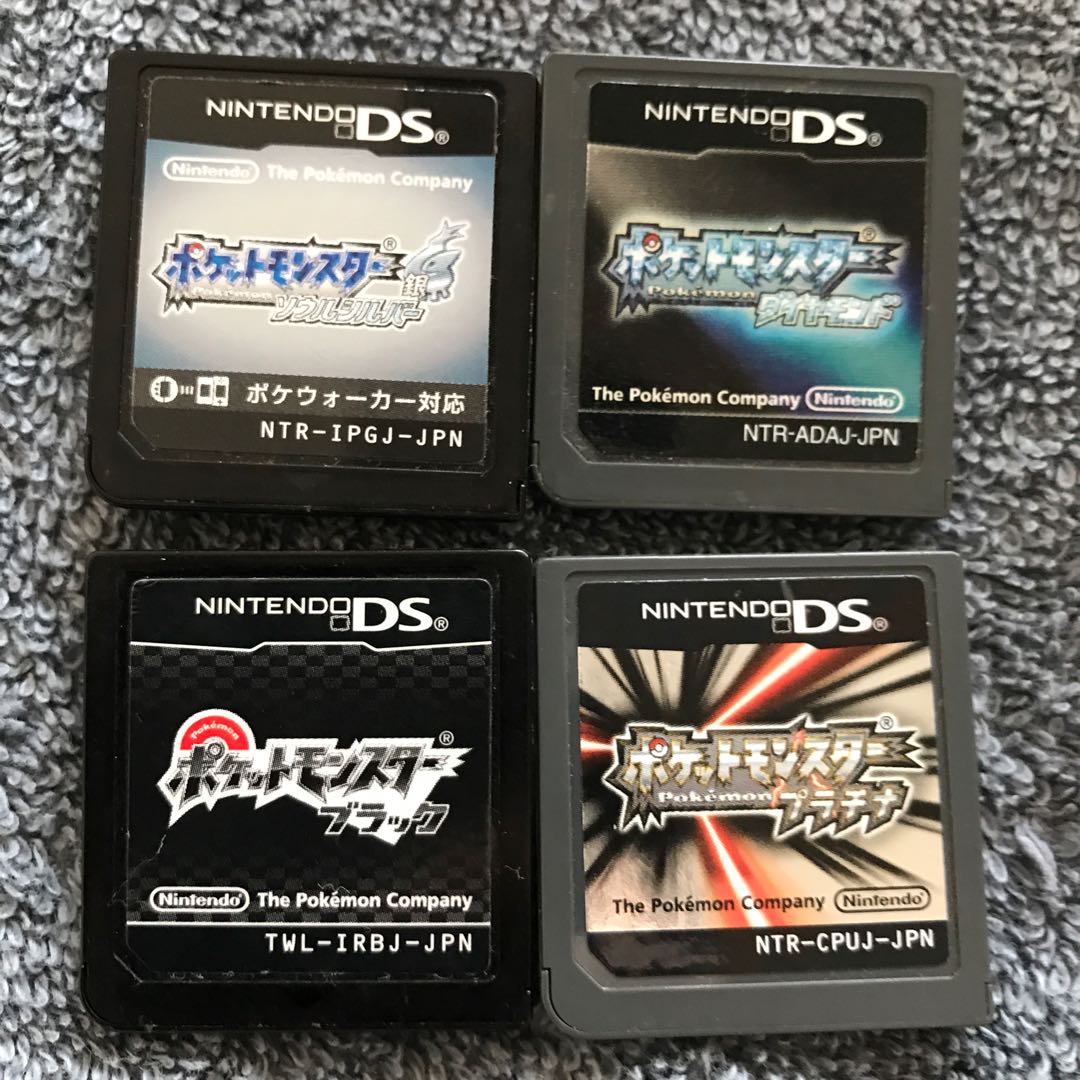 NINTENDO DS®
Nintendo® The Pokémon Company
ポケットモンスター®
Pokémon
銀
ソウルシルバー
ポケウォーカー対応
NTR-IPGJ-JPN
NINTENDO DS®
ポケットモンスター®
Pokémon
ダイヤモンド
The Pokémon Company Nintendo®
NTR-ADAJ-JPN
NINTENDO DS®
Pokémon
ポケットモンスター®
ブラック
Nintendo® The Pokémon Company
TWL-IRBJ-JPN
NINTENDO DS®
ポケットモンスター®
Pokémon プラチナ
The Pokémon Company Nintendo®
NTR-CPUJ-JPN